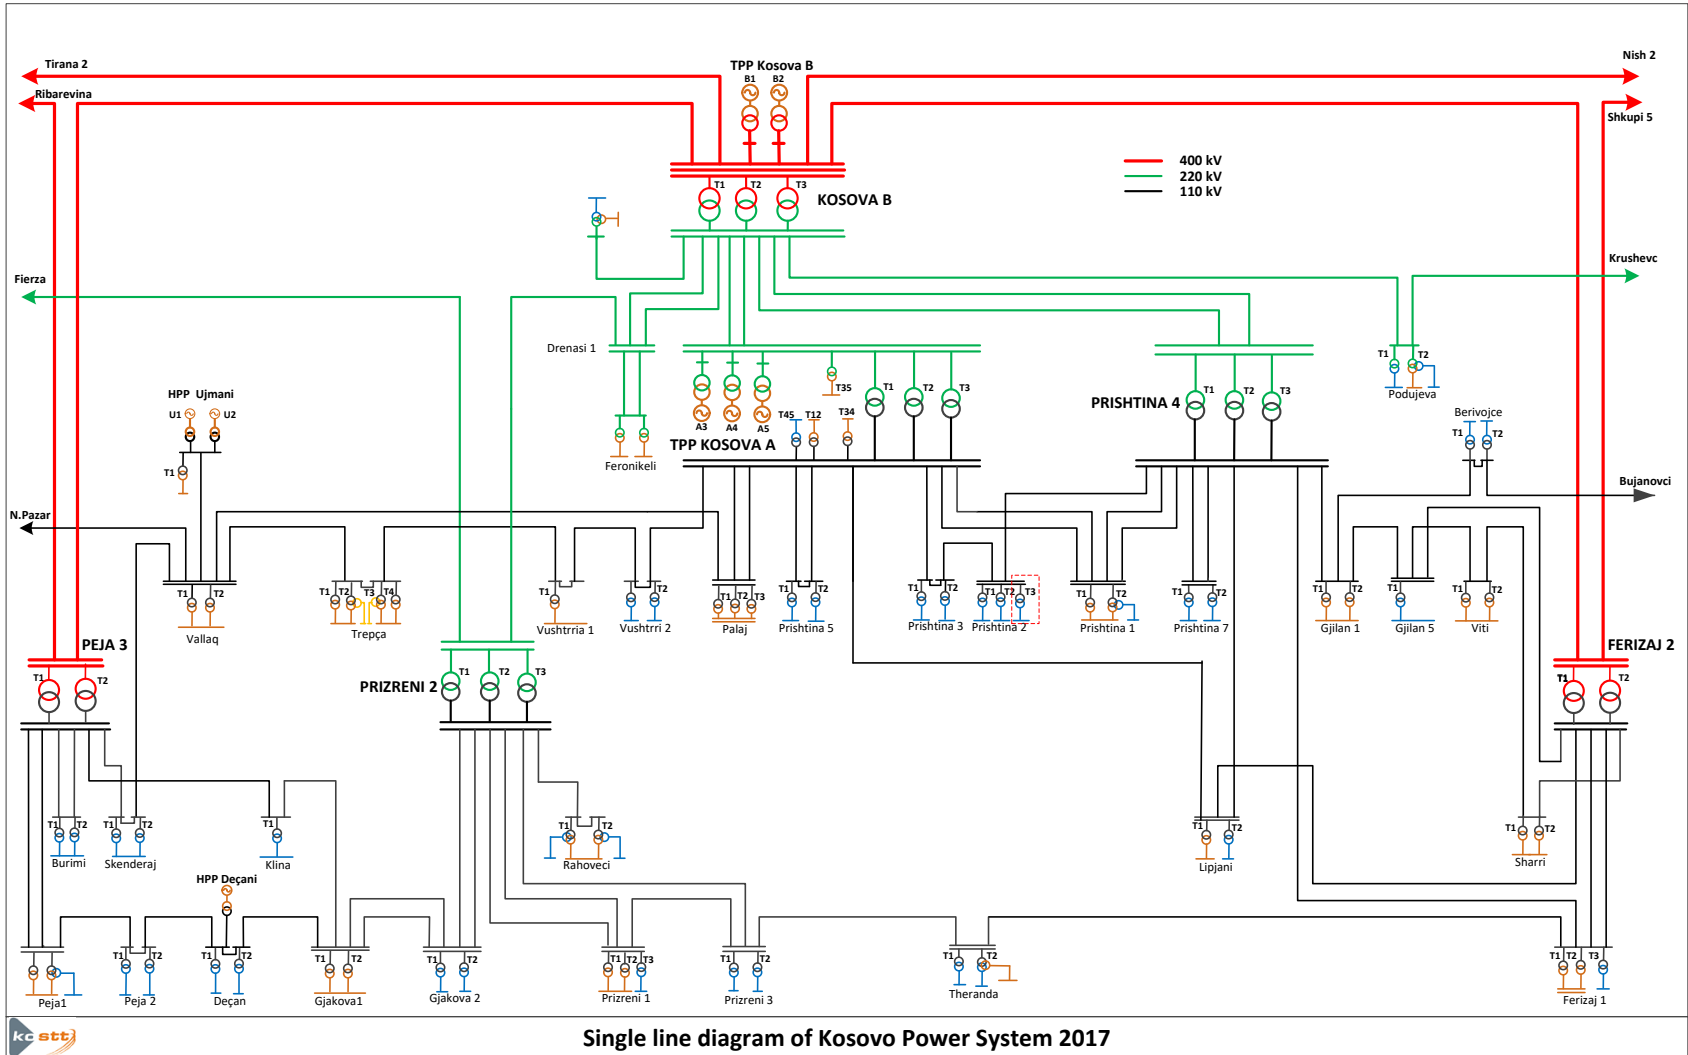 Tirana 2
TPP Kosova B
Nish 2
B1 B2
Ribarevina
Shkupi 5
400 kV
220 kV
110 kV
T1 T2 T3
KOSOVA B
Fierza
Krushevc
Drenasi 1
T1 T2
Podujeva
HPP Ujmani
U1 U2
T1
A3 A4 A5
T35
T1 T2 T3
TPP KOSOVA A
T45 T12 T34
PRISHTINA 4
T1 T2 T3
Berivojce
T1 T2
Feronikeli
Bujanovci
N.Pazar
T1 T2
Vallaq
T1 T2 T3 T4
Trepça
T1
Vushtrria 1
T1 T2
Vushtrri 2
T1 T2 T3
Palaj
T1 T2
Prishtina 5
T1 T2
Prishtina 3
T1 T2 T3
Prishtina 2
T1 T2
Prishtina 1
T1 T2
Prishtina 7
T1 T2
Gjilan 1
T1
Gjilan 5
T1 T2
Viti
PEJA 3
T1 T2
PRIZRENI 2
T1 T2 T3
FERIZAJ 2
T1 T2
T1 T2
Burimi
T1 T2
Skenderaj
T1
Klina
T1 T2
Rahoveci
T1 T2
Lipjani
T1 T2
Sharri
HPP Deçani
T1 T2
Peja1
T1 T2
Peja 2
T1 T2
Deçan
T1 T2
Gjakova1
T1 T2
Gjakova 2
T1 T2 T3
Prizreni 1
T1 T2
Prizreni 3
T1 T2
Theranda
T1 T2 T3
Ferizaj 1
kostt
Single line diagram of Kosovo Power System 2017